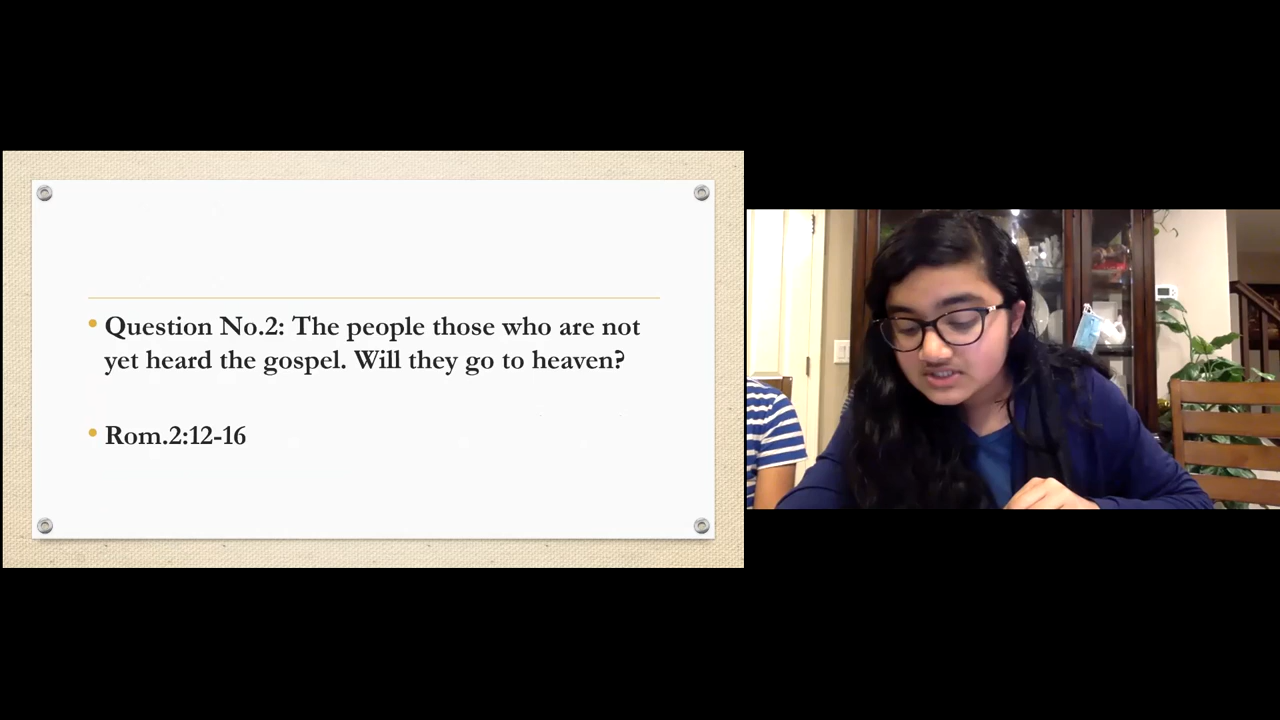 • Question No.2: The people those who are not
yet heard the gospel. Will they go to heaven?
• Rom.2:12-16